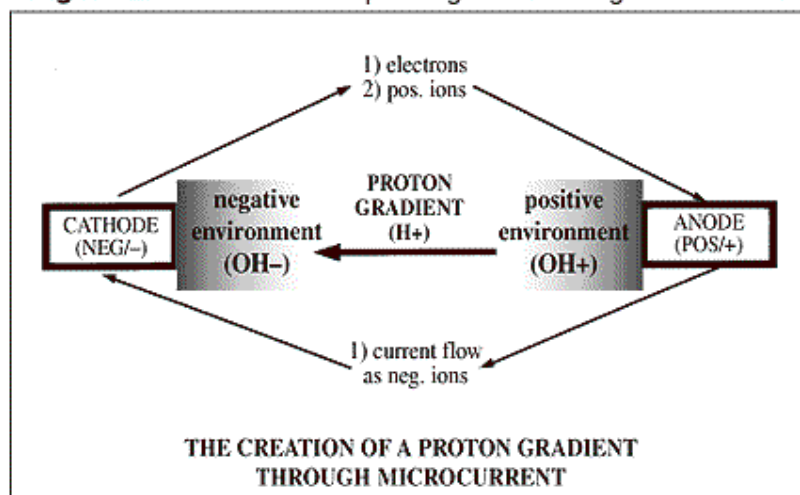 1) electrons
2) pos. ions
CATHODE
(NEG/–)
negative
environment
(OH–)
PROTON
GRADIENT
(H+)
positive
environment
(OH+)
ANODE
(POS/+)
1) current flow
as neg. ions
THE CREATION OF A PROTON GRADIENT
THROUGH MICROCURRENT